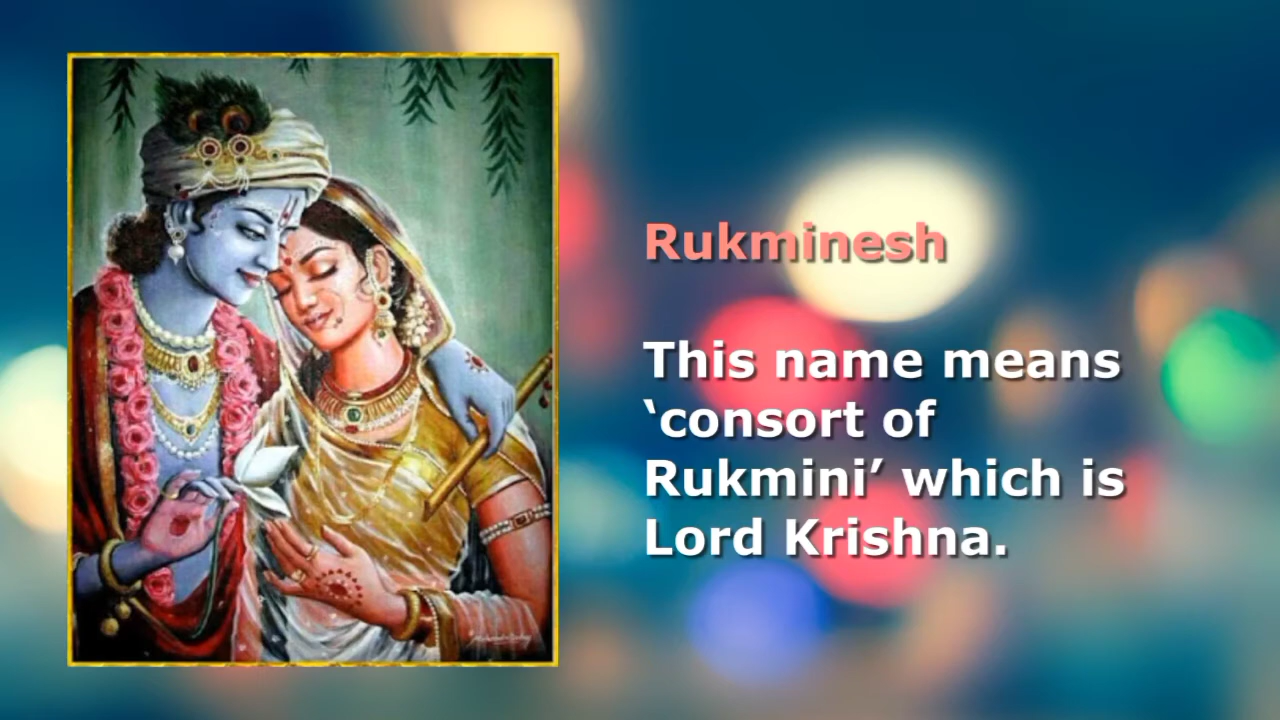 Rukminesh
This name means
‘consort of
Rukmini’ which is
Lord Krishna.